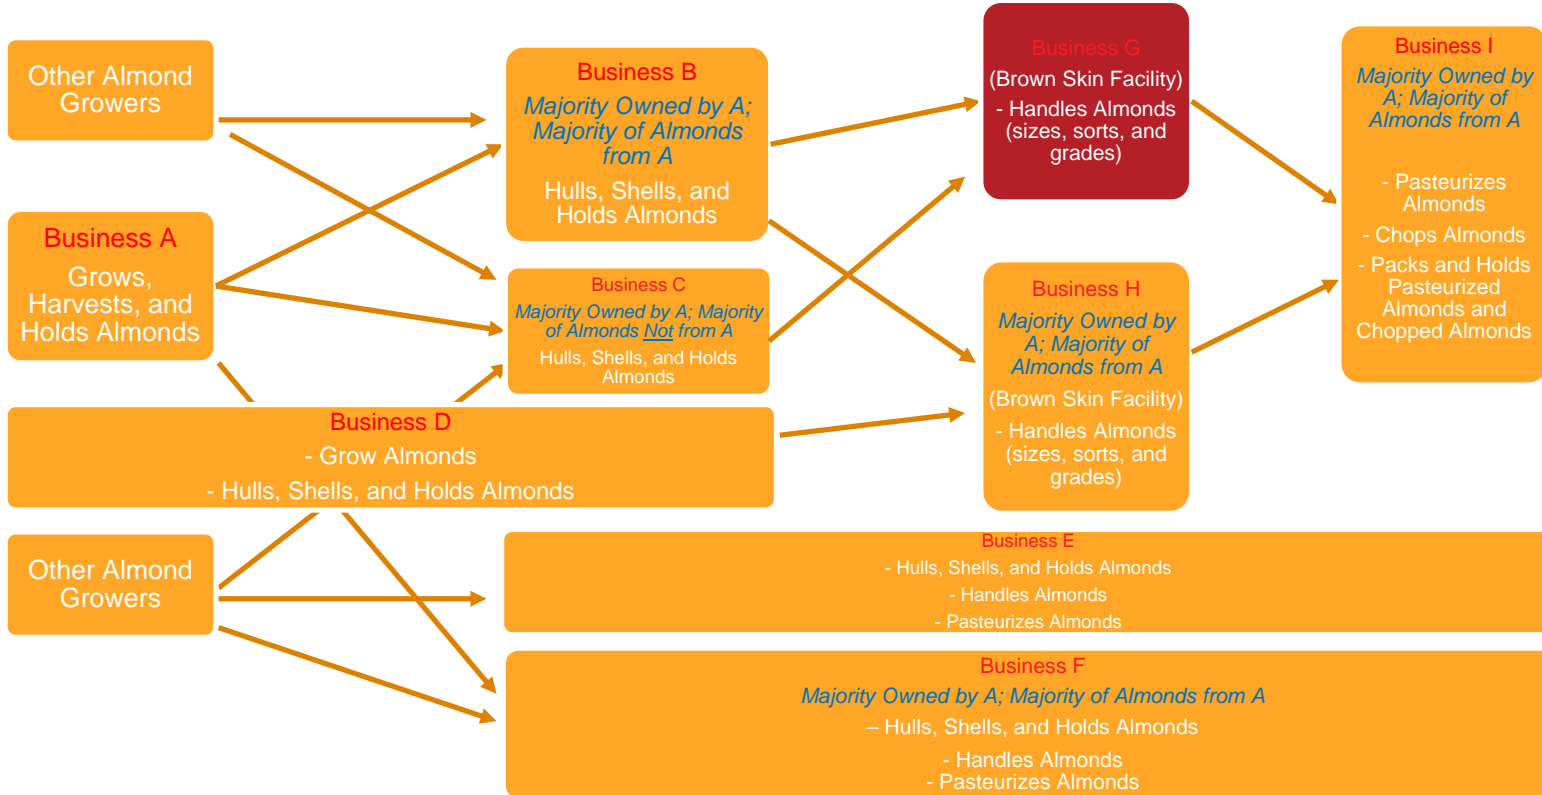 Other Almond
Growers
Business A
Grows,
Harvests, and
Holds Almonds
Business B
Majority Owned by A;
Majority of Almonds
from A
Hulls, Shells, and
Holds Almonds
Business C
Majority Owned by A; Majority
of Almonds Not from A
Hulls, Shells, and Holds
Almonds
Business G
(Brown Skin Facility)
- Handles Almonds
(sizes, sorts, and
grades)
Business H
Majority Owned by
A; Majority of
Almonds from A
(Brown Skin Facility)
- Handles Almonds
(sizes, sorts, and
grades)
Business I
Majority Owned by
A; Majority of
Almonds from A
- Pasteurizes
Almonds
- Chops Almonds
- Packs and Holds
Pasteurized
Almonds and
Chopped Almonds
Business D
- Grow Almonds
- Hulls, Shells, and Holds Almonds
Other Almond
Growers
Business E
- Hulls, Shells, and Holds Almonds
- Handles Almonds
- Pasteurizes Almonds
Business F
Majority Owned by A; Majority of Almonds from A
– Hulls, Shells, and Holds Almonds
- Handles Almonds
- Pasteurizes Almonds